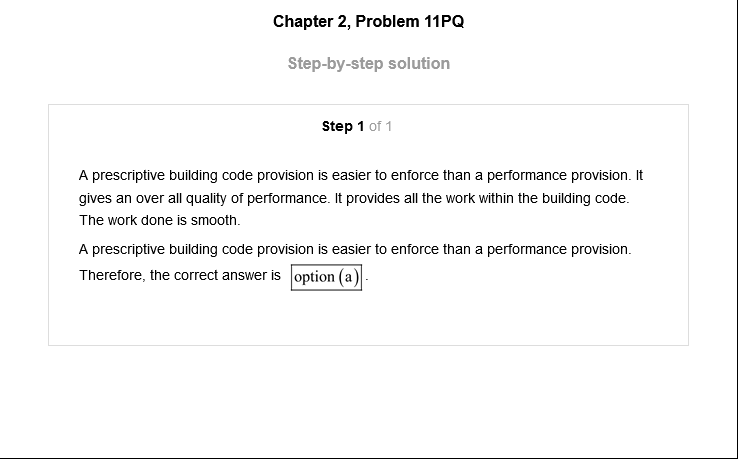 Chapter 2, Problem 11PQ
Step-by-step solution
Step 1 of 1
A prescriptive building code provision is easier to enforce than a performance provision. It
gives an over all quality of performance. It provides all the work within the building code.
The work done is smooth.
A prescriptive building code provision is easier to enforce than a performance provision.
Therefore, the correct answer is option (a).